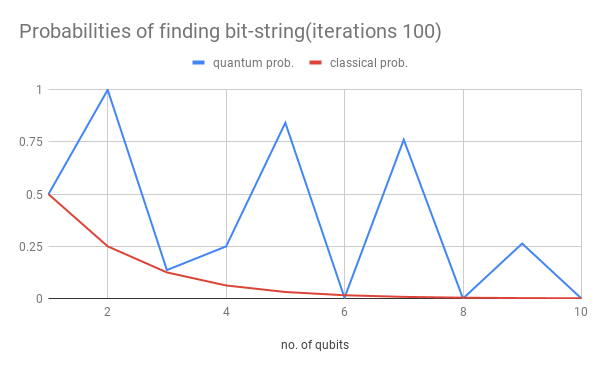 Probabilities of finding bit-string(iterations 100)
quantum prob. classical prob.
1
0.75
0.5
0.25
0
2 4 6 8 10
no. of qubits